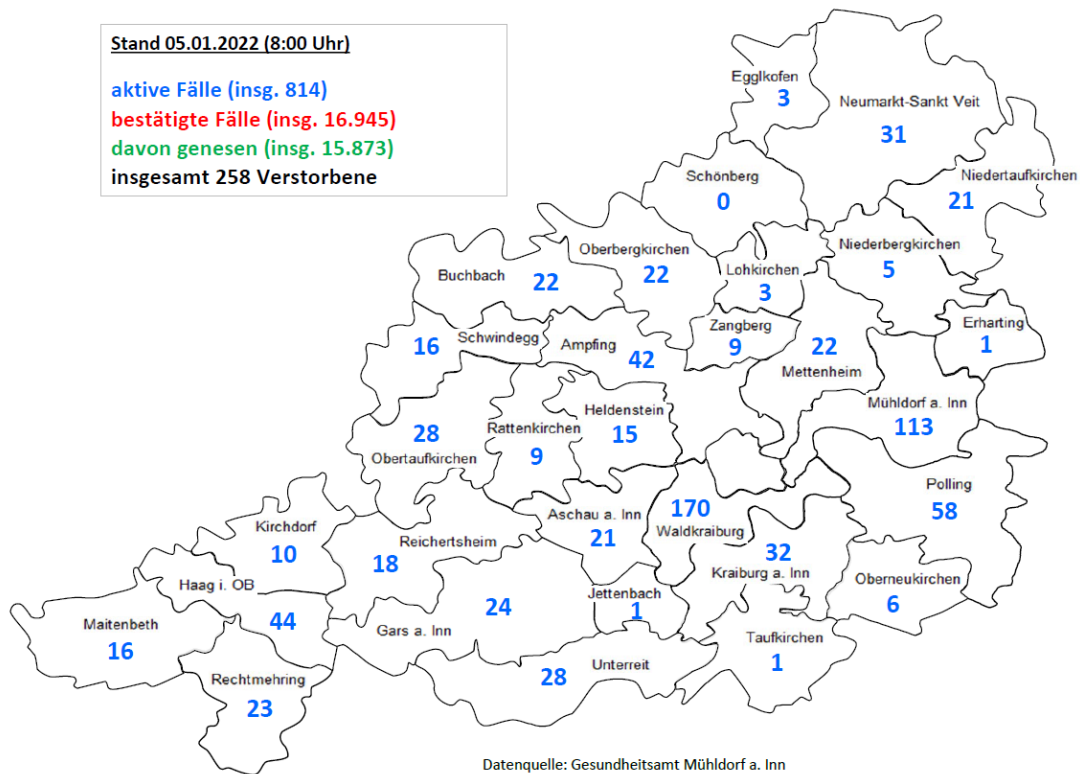 Stand 05.01.2022 (8:00 Uhr)
aktive Fälle (insg. 814)
bestätigte Fälle (insg. 16.945)
davon genesen (insg. 15.873)
insgesamt 258 Verstorbene
Egglkofen
3
Neumarkt-Sankt Veit
31
Schönberg
0
Niedertaufkirchen
21
Oberbergkirchen
22
Niederbergkirchen
5
Buchbach
22
Lohkirchen
3
Schwindegg
16
Ampfing
42
Zangberg
9
22
Mettenheim
Erharting
1
Mühldorf a. Inn
113
28
Obertaufkirchen
Rattenkirchen
9
Heldenstein
15
Polling
58
Kirchdorf
10
Reichertsheim
18
Aschau a. Inn
21
170
Waldkraiburg
32
Kraiburg a. Inn
Oberneukirchen
6
Haag i. OB
44
Maitenbeth
16
Gars a. Inn
24
Jettenbach
1
Taufkirchen
1
Rechtmehring
23
Unterreit
28
Datenquelle: Gesundheitsamt Mühldorf a. Inn